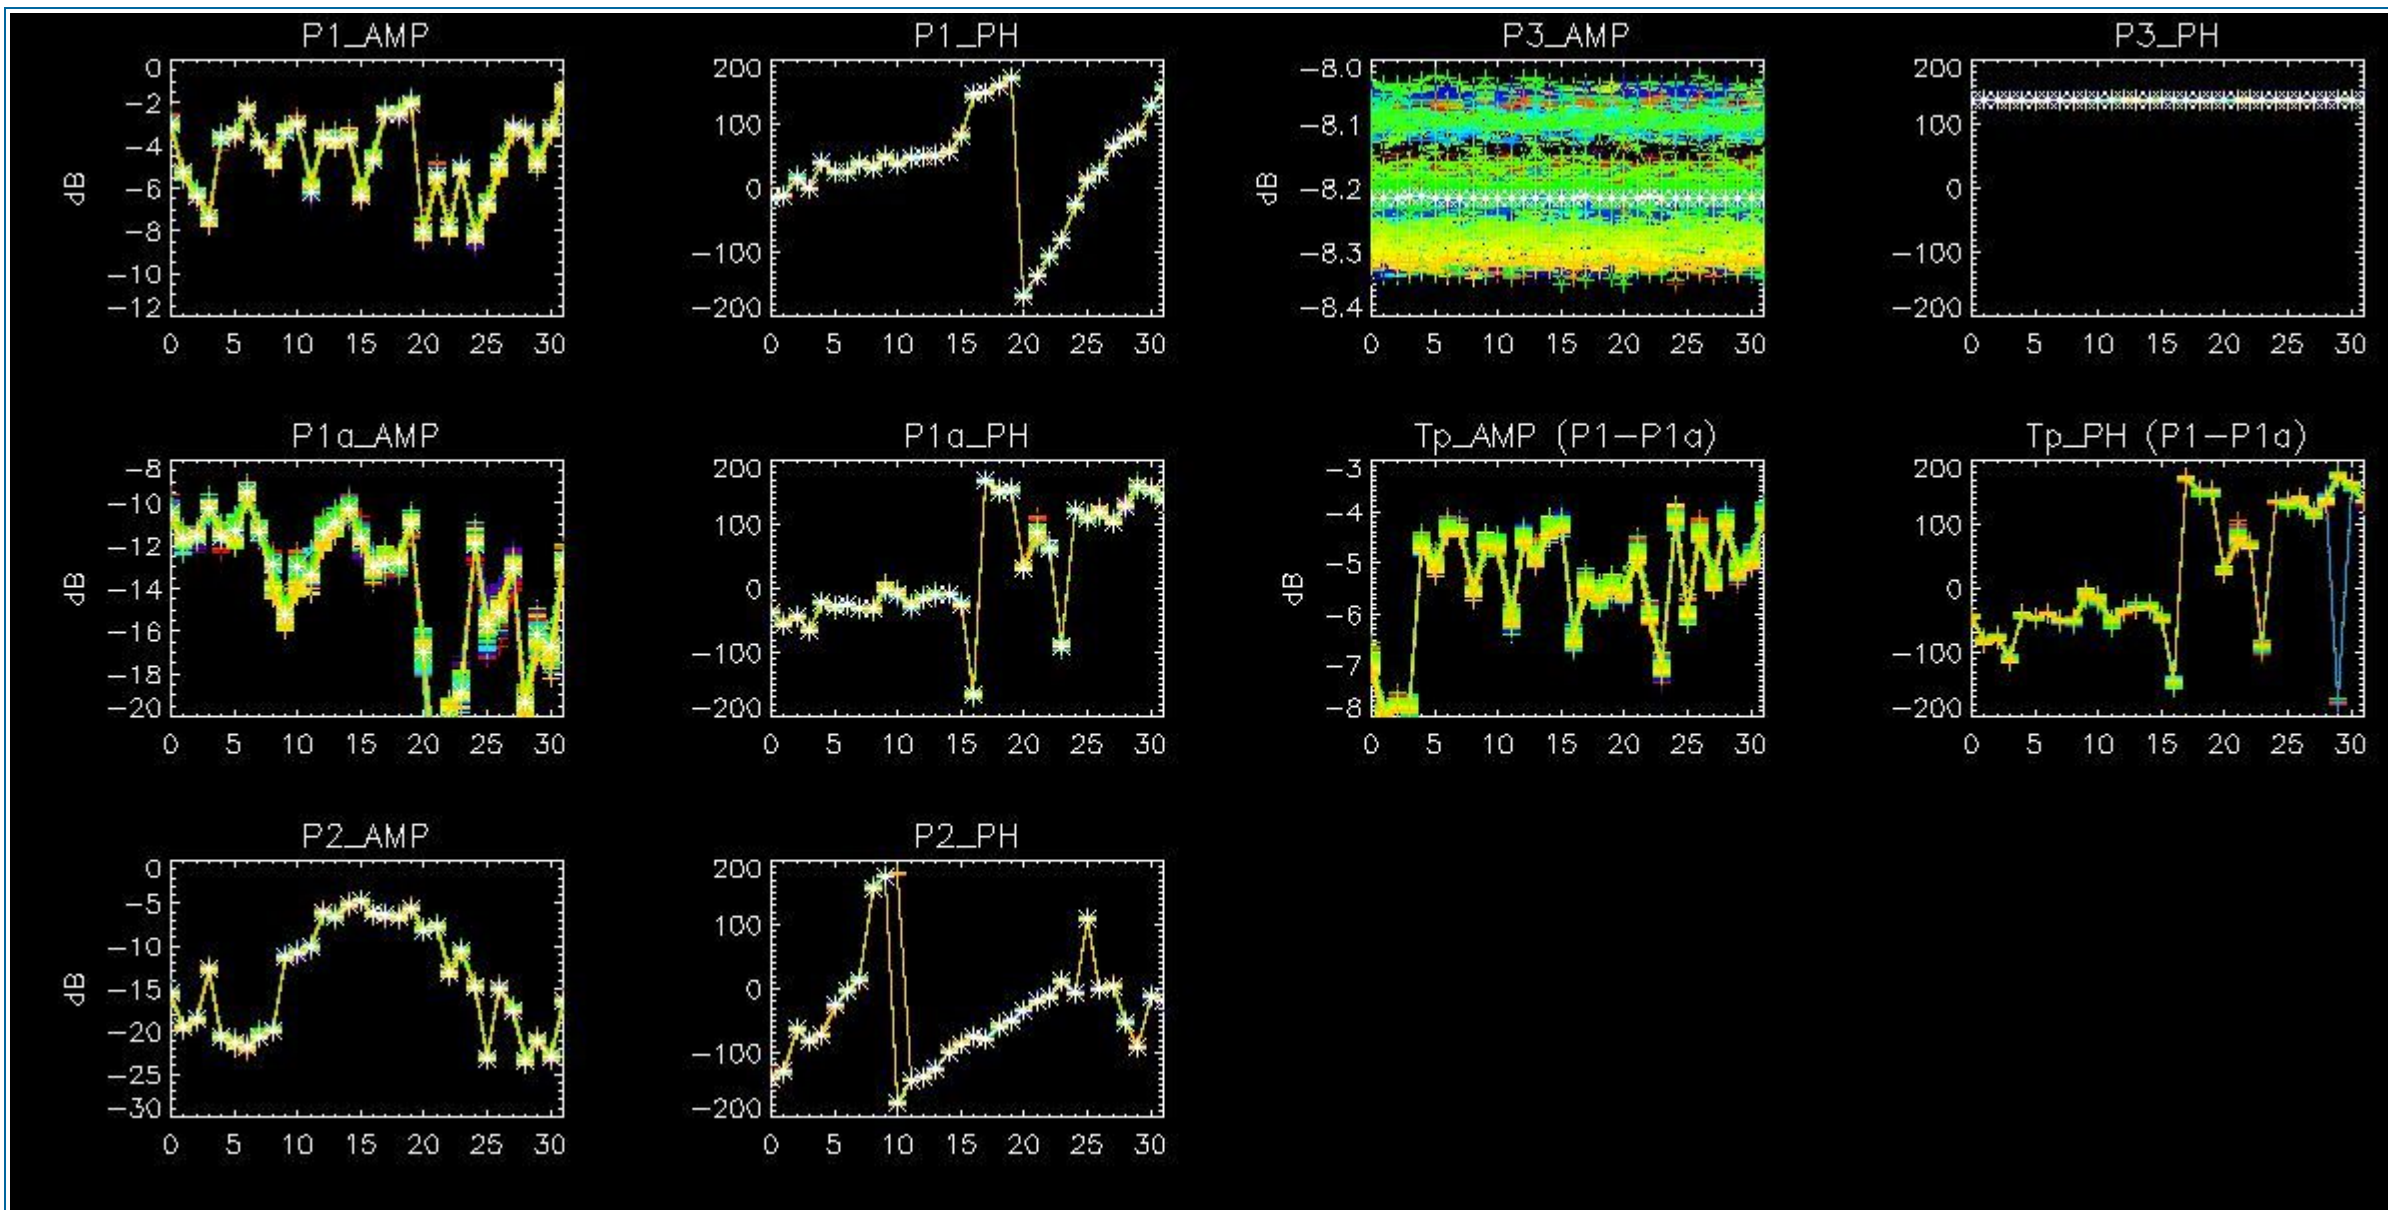 P1_AMP P1_PH P3_AMP P3_PH
0 200 −8.0 200
−2 100 −8.1 100
−4 0 −8.2 0
−6 −100 −8.3 −100
−8 −200 −8.4 −200
−10
−12
dB dB
0 5 10 15 20 25 30 0 5 10 15 20 25 30 0 5 10 15 20 25 30 0 5 10 15 20 25 30
P1a_AMP P1a_PH Tp_AMP (P1−P1a) Tp_PH (P1−P1a)
−8 200 −3 200
−10 100 −4 100
−12 0 −5 0
−14 −100 −6 −100
−16 −200 −7 −200
−18 −8
−20
dB dB
0 5 10 15 20 25 30 0 5 10 15 20 25 30 0 5 10 15 20 25 30 0 5 10 15 20 25 30
P2_AMP P2_PH
0 200
−5 100
−10 0
−15 −100
−20 −200
−25
−30
dB
0 5 10 15 20 25 30 0 5 10 15 20 25 30